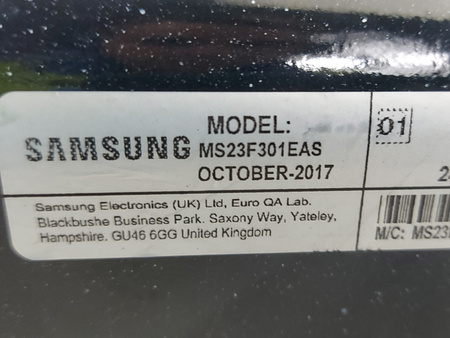 MODEL: 01
SAMSUNG MS23F301EAS
OCTOBER-2017
Samsung Electronics (UK) Ltd, Euro QA Lab.
Blackbushe Business Park. Saxony Way, Yateley,
Hampshire. GU46 6GG United Kingdom
M/C: MS23